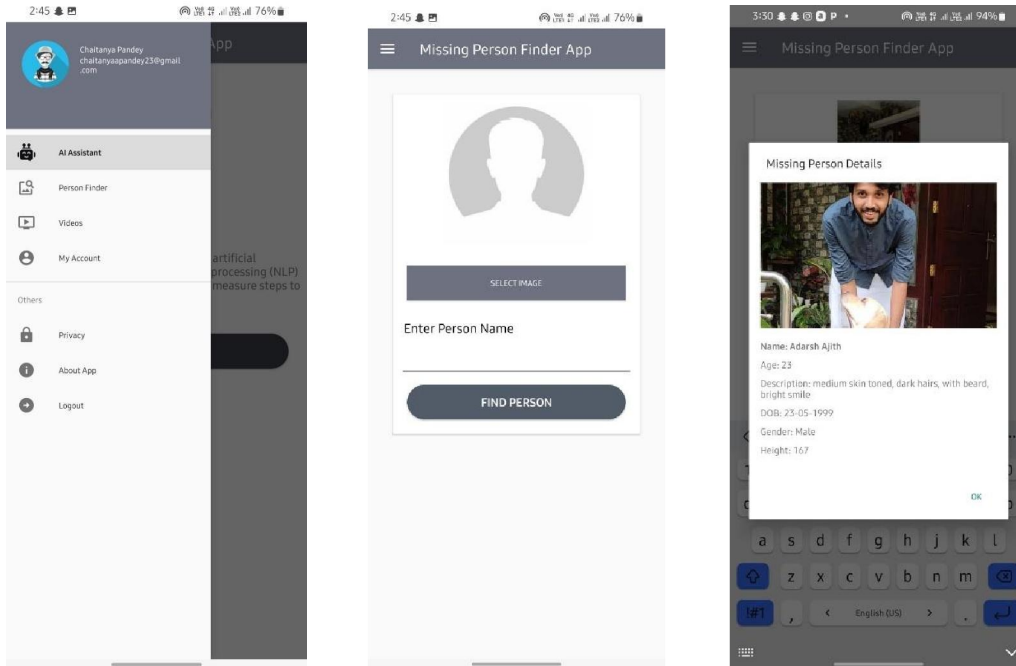 2:45
76%
App
Chaitanya Pandey
chaitanyaapandey23@gmail
.com
AI Assistant
Person Finder
Videos
My Account
artificial
processing (NLP)
measure steps to
Others
Privacy
About App
Logout
2:45
76%
Missing Person Finder App
SELECT IMAGE
Enter Person Name
FIND PERSON
3:30
94%
Missing Person Finder App
Missing Person Details
Name: Adarsh Ajith
Age: 23
Description: medium skin toned, dark hairs, with beard,
bright smile
DOB: 23-05-1999
Gender: Male
Height: 167
OK
a s d f g h j k l
z x c v b n m
!#1 , < English (US) > .